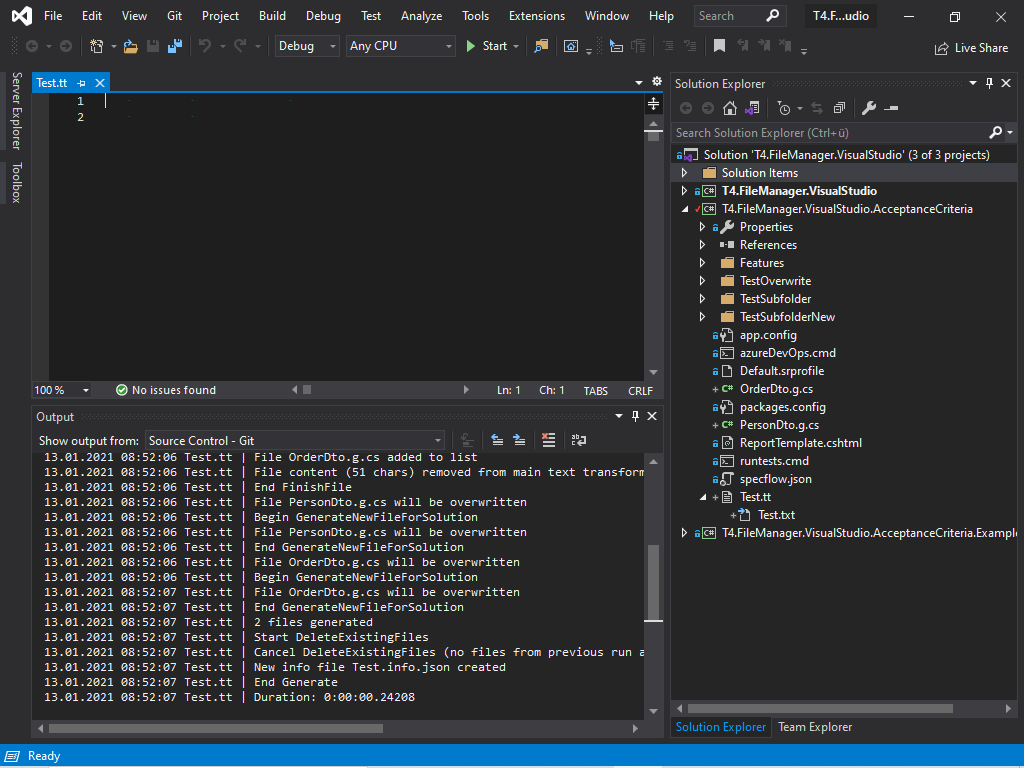 File Edit View Git Project Build Debug Test Analyze Tools Extensions Window Help Search T4.F...udio
Debug Any CPU Start Live Share
Server Explorer
Toolbox
Test.tt
1
2
100 % No issues found Ln: 1 Ch: 1 TABS CRLF
Output
Show output from: Source Control - Git
13.01.2021 08:52:06 Test.tt | File OrderDto.g.cs added to list
13.01.2021 08:52:06 Test.tt | File content (51 chars) removed from main text transform
13.01.2021 08:52:06 Test.tt | End FinishFile
13.01.2021 08:52:06 Test.tt | File PersonDto.g.cs will be overwritten
13.01.2021 08:52:06 Test.tt | Begin GenerateNewFileForSolution
13.01.2021 08:52:06 Test.tt | File PersonDto.g.cs will be overwritten
13.01.2021 08:52:06 Test.tt | End GenerateNewFileForSolution
13.01.2021 08:52:06 Test.tt | File OrderDto.g.cs will be overwritten
13.01.2021 08:52:06 Test.tt | Begin GenerateNewFileForSolution
13.01.2021 08:52:07 Test.tt | File OrderDto.g.cs will be overwritten
13.01.2021 08:52:07 Test.tt | End GenerateNewFileForSolution
13.01.2021 08:52:07 Test.tt | 2 files generated
13.01.2021 08:52:07 Test.tt | Start DeleteExistingFiles
13.01.2021 08:52:07 Test.tt | Cancel DeleteExistingFiles (no files from previous run a
13.01.2021 08:52:07 Test.tt | New info file Test.info.json created
13.01.2021 08:52:07 Test.tt | End Generate
13.01.2021 08:52:07 Test.tt | Duration: 0:00:00.24208
Solution Explorer
Search Solution Explorer (Ctrl+ü)
Solution 'T4.FileManager.VisualStudio' (3 of 3 projects)
Solution Items
C# T4.FileManager.VisualStudio
C# T4.FileManager.VisualStudio.AcceptanceCriteria
Properties
References
Features
TestOverwrite
TestSubfolder
TestSubfolderNew
app.config
azureDevOps.cmd
Default.srprofile
C# OrderDto.g.cs
packages.config
C# PersonDto.g.cs
ReportTemplate.cshtml
runtests.cmd
specflow.json
Test.tt
Test.txt
C# T4.FileManager.VisualStudio.AcceptanceCriteria.Example
Solution Explorer Team Explorer
Ready